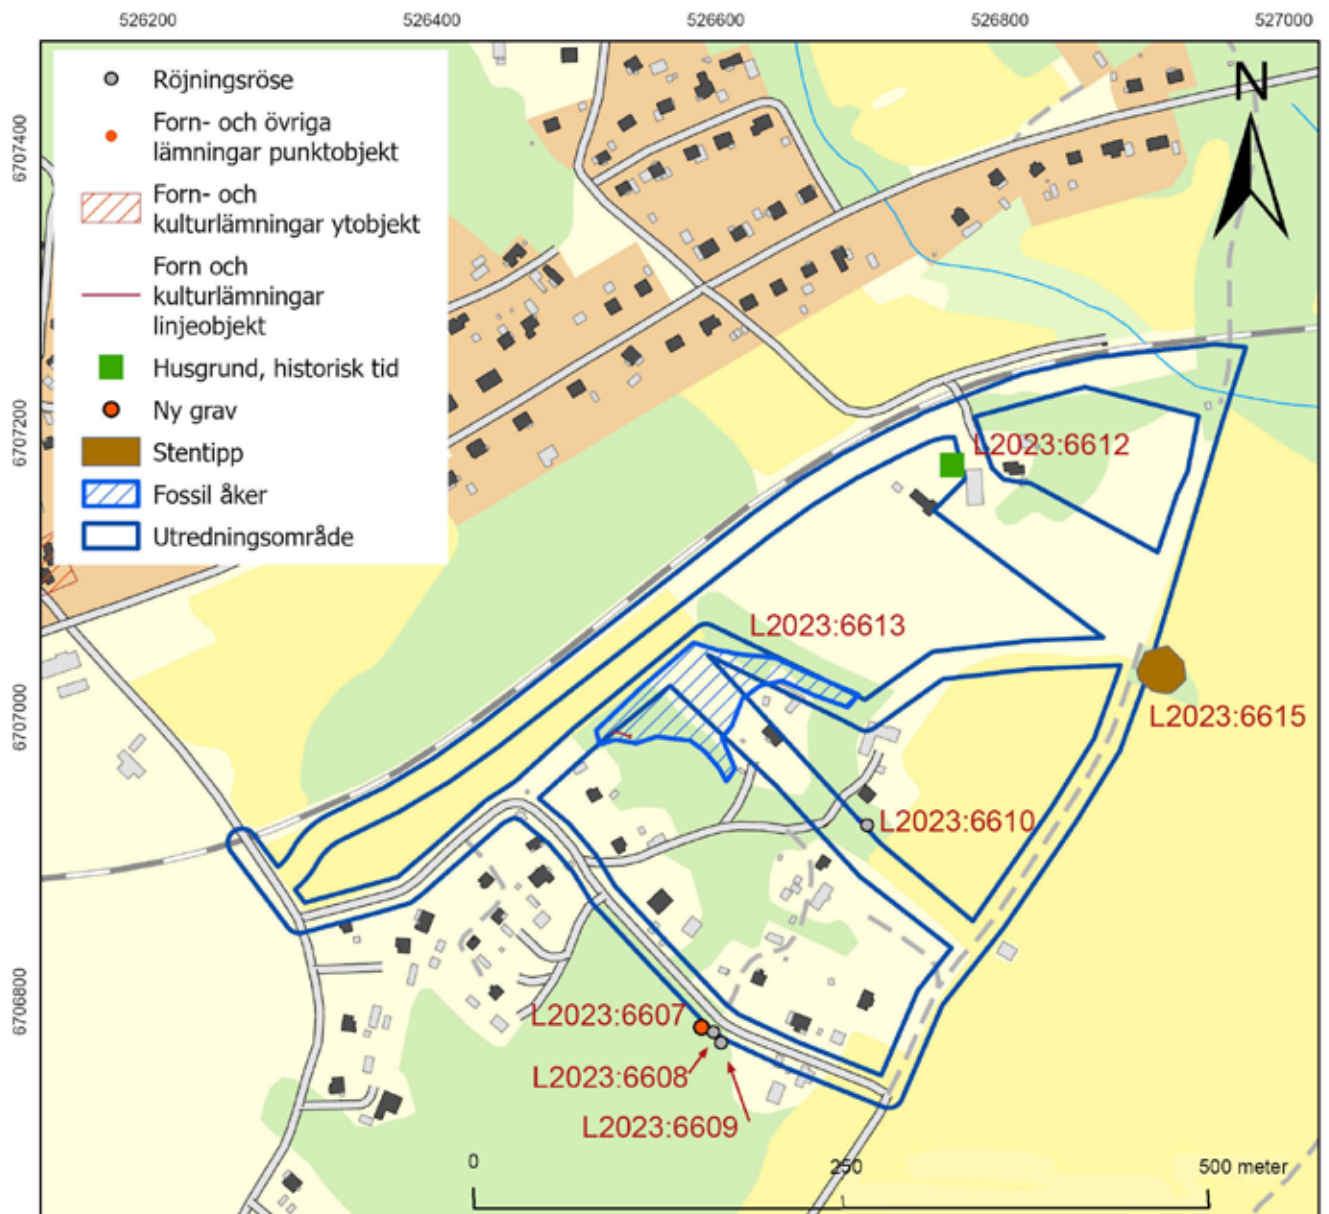 526200
526400
526600
526800
527000
N
6707400
6707200
6707000
6706800
Röjningsröse
Forn- och övriga
lämningar punktobjekt
Forn- och
kulturlämningar ytobjekt
Forn och
kulturlämningar
linjeobjekt
Husgrund, historisk tid
Ny grav
Stentipp
Fossil åker
Utredningsområde
L2023:6612
L2023:6613
L2023:6615
L2023:6610
L2023:6607
L2023:6608
L2023:6609
0
250
500 meter